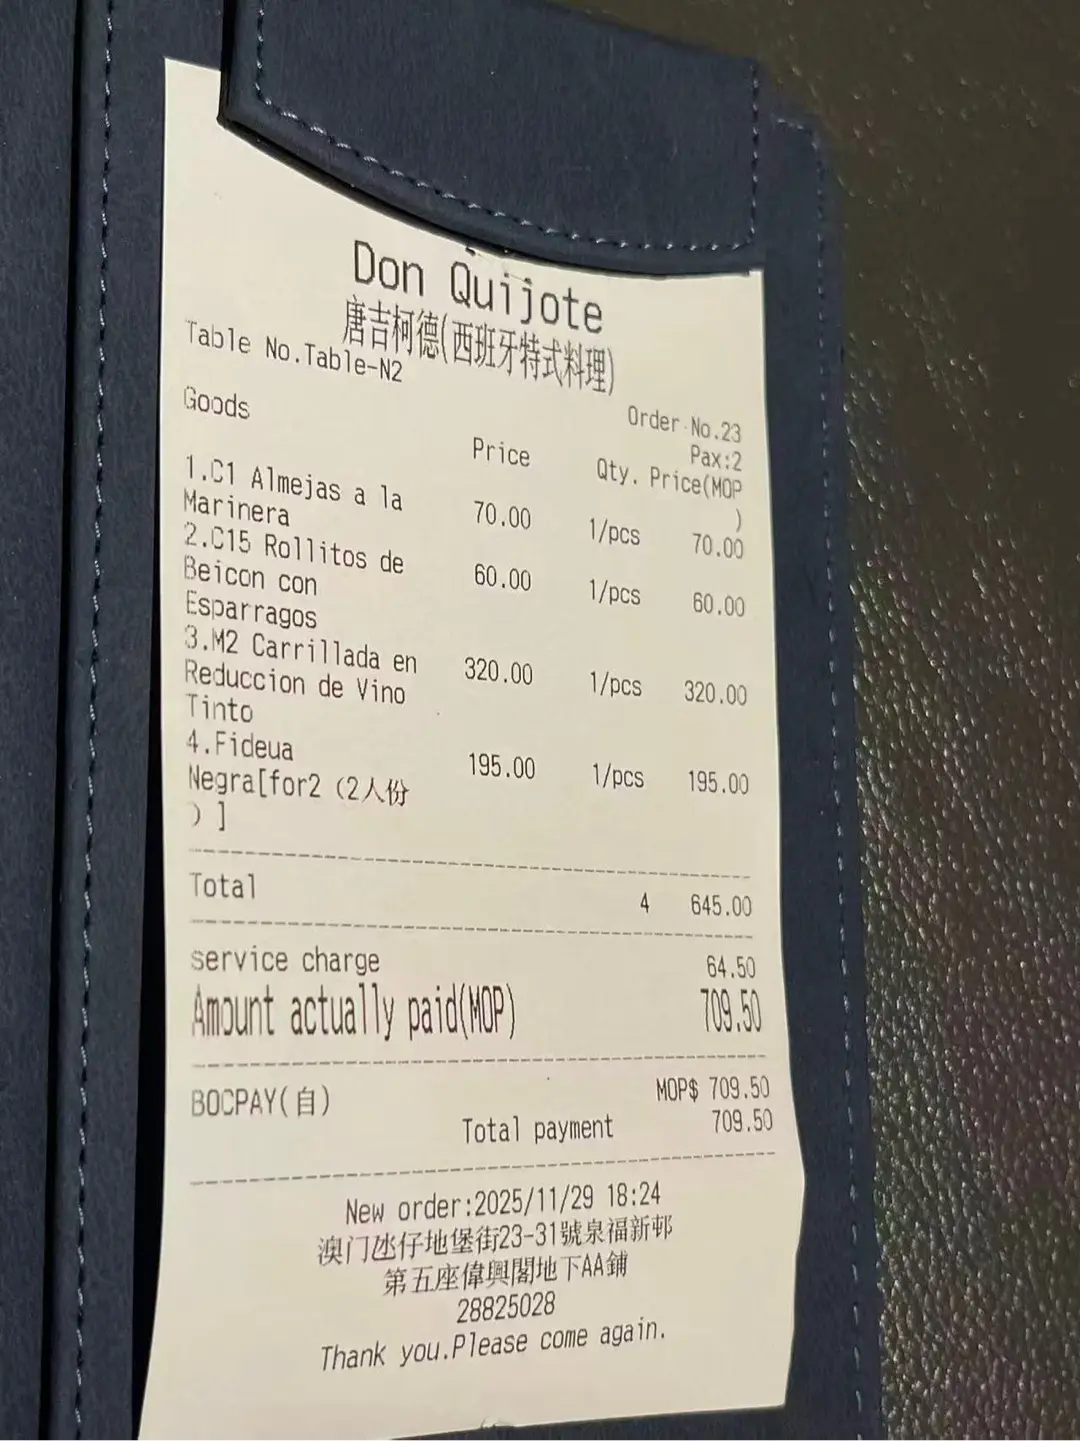 Don Quijote
唐吉柯德(西班牙特式料理)
Table No.Table-N2
Order No.23
Pax:2
Goods Price Qty. Price(MOP
)
1.C1 Almejas a la 70.00 1/pcs 70.00
Marinera
2.C15 Rollitos de 60.00 1/pcs 60.00
Beicon con
Esparragos
3.M2 Carrillada en 320.00 1/pcs 320.00
Reduccion de Vino
Tinto
4.Fideua 195.00 1/pcs 195.00
Negra[for2（2人份
）]
Total 4 645.00
service charge 64.50
Amount actually paid(MOP) 709.50
BOCPAY(自) MOP$ 709.50
Total payment 709.50
New order:2025/11/29 18:24
澳门氹仔地堡街23-31號泉福新邨
第五座偉興閣地下AA鋪
28825028
Thank you.Please come again.